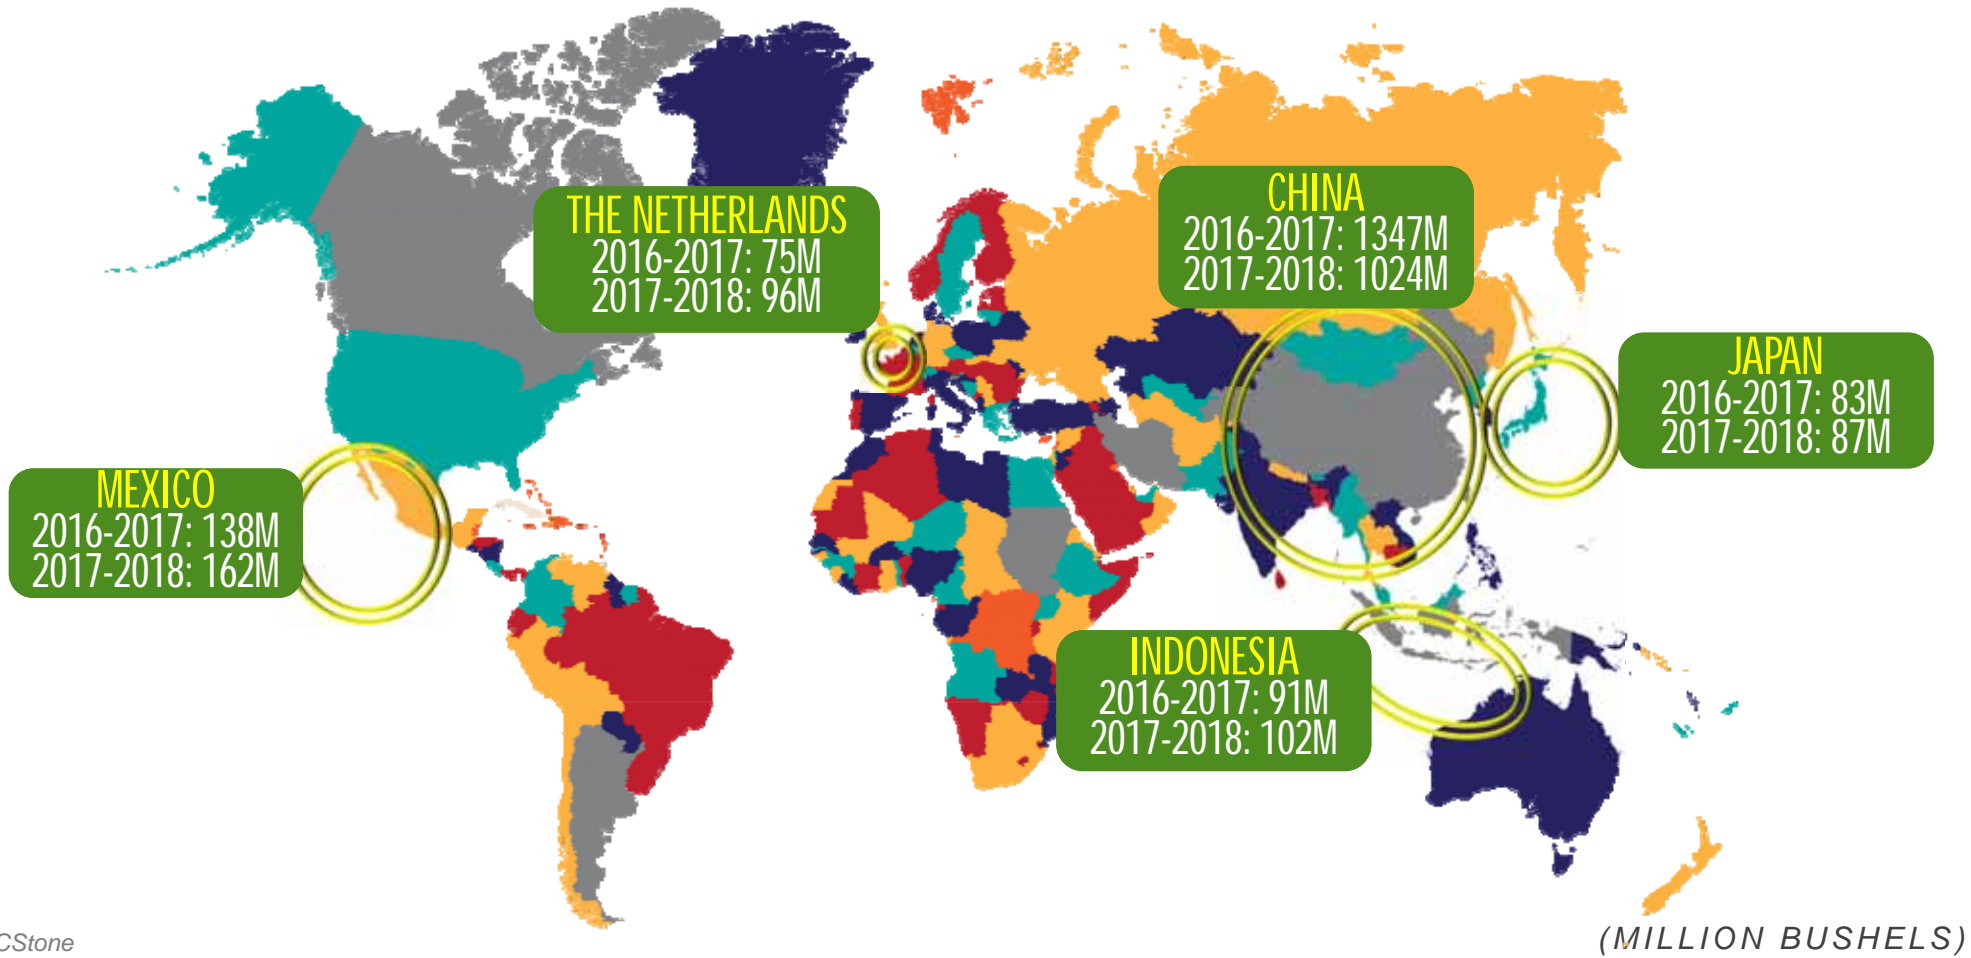 THE NETHERLANDS
2016-2017: 75M
2017-2018: 96M
CHINA
2016-2017: 1347M
2017-2018: 1024M
JAPAN
2016-2017: 83M
2017-2018: 87M
MEXICO
2016-2017: 138M
2017-2018: 162M
INDONESIA
2016-2017: 91M
2017-2018: 102M
CStone
(MILLION BUSHELS)